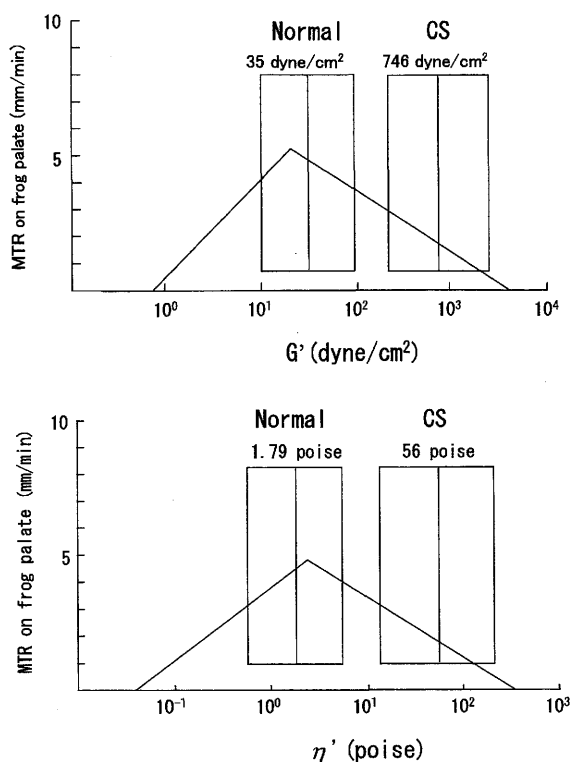 Normal CS
35 dyne/cm² 746 dyne/cm²
MTR on frog palate (mm/min)
10
5
10⁰ 10¹ 10² 10³ 10⁴
G' (dyne/cm²)
Normal CS
1.79 poise 56 poise
MTR on frog palate (mm/min)
10
5
10⁻¹ 10⁰ 10¹ 10² 10³
η' (poise)